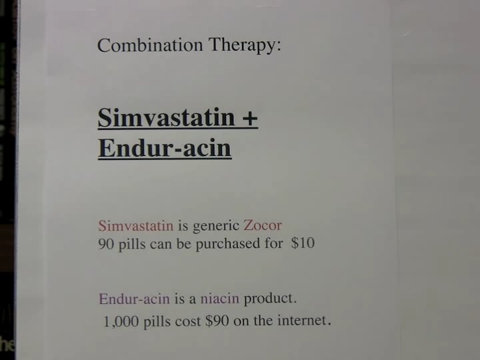 Combination Therapy:
Simvastatin +
Endur-acin
Simvastatin is generic Zocor
90 pills can be purchased for $10
Endur-acin is a niacin product.
1,000 pills cost $90 on the internet.
he